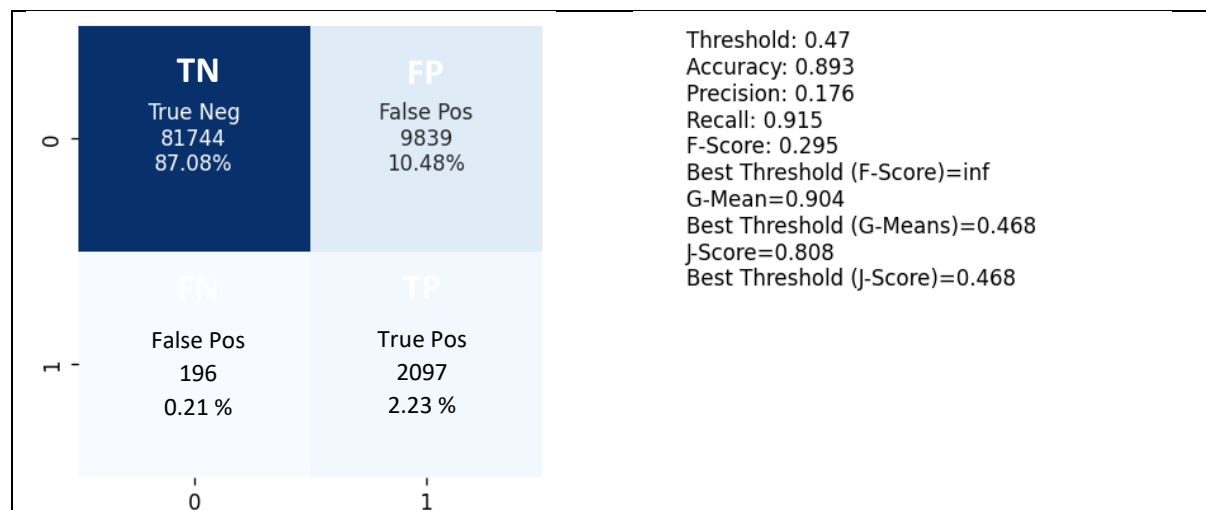 TN
True Neg
81744
87.08%
FP
False Pos
9839
10.48%
FN
False Pos
196
0.21 %
TP
True Pos
2097
2.23 %
0
1
0
1
Threshold: 0.47
Accuracy: 0.893
Precision: 0.176
Recall: 0.915
F-Score: 0.295
Best Threshold (F-Score)=inf
G-Mean=0.904
Best Threshold (G-Means)=0.468
J-Score=0.808
Best Threshold (J-Score)=0.468